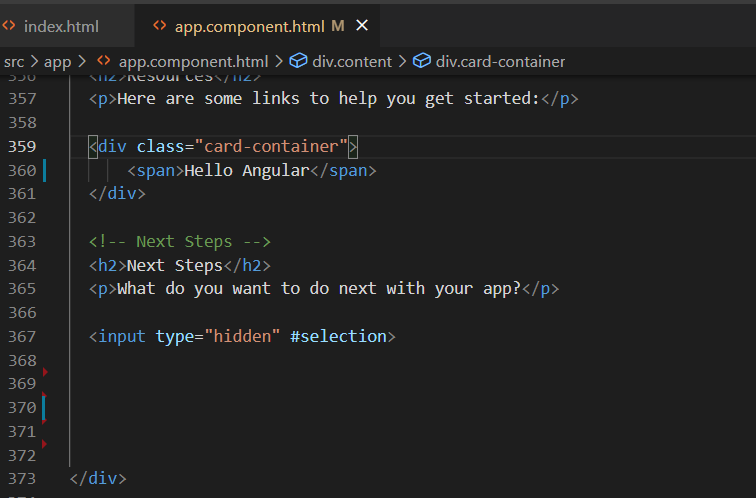 index.html
app.component.html M
src > app > app.component.html > div.content > div.card-container
356 <h2>Resources</h2>
357 <p>Here are some links to help you get started:</p>
358
359 <div class="card-container">
360 <span>Hello Angular</span>
361 </div>
362
363 <!-- Next Steps -->
364 <h2>Next Steps</h2>
365 <p>What do you want to do next with your app?</p>
366
367 <input type="hidden" #selection>
368
369
370
371
372
373 </div>